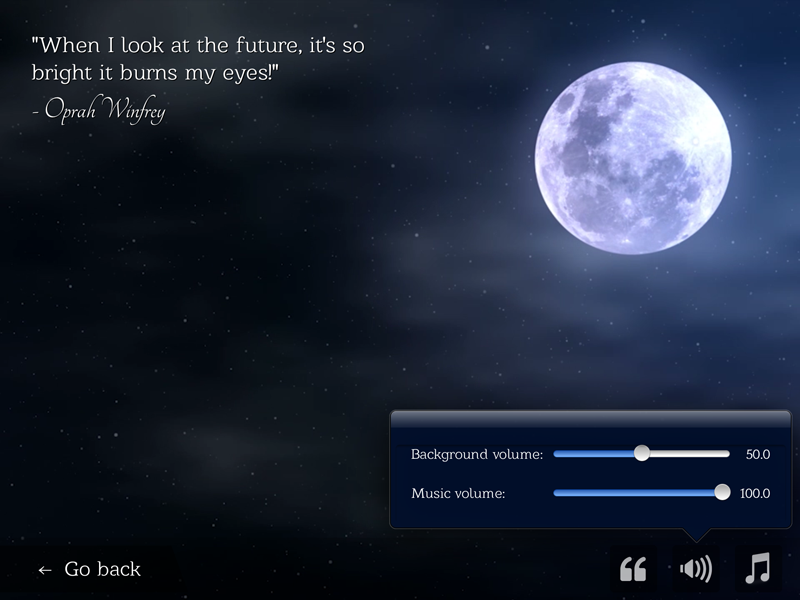 "When I look at the future, it's so
bright it burns my eyes!"
- Oprah Winfrey
Background volume: 50.0
Music volume: 100.0
← Go back